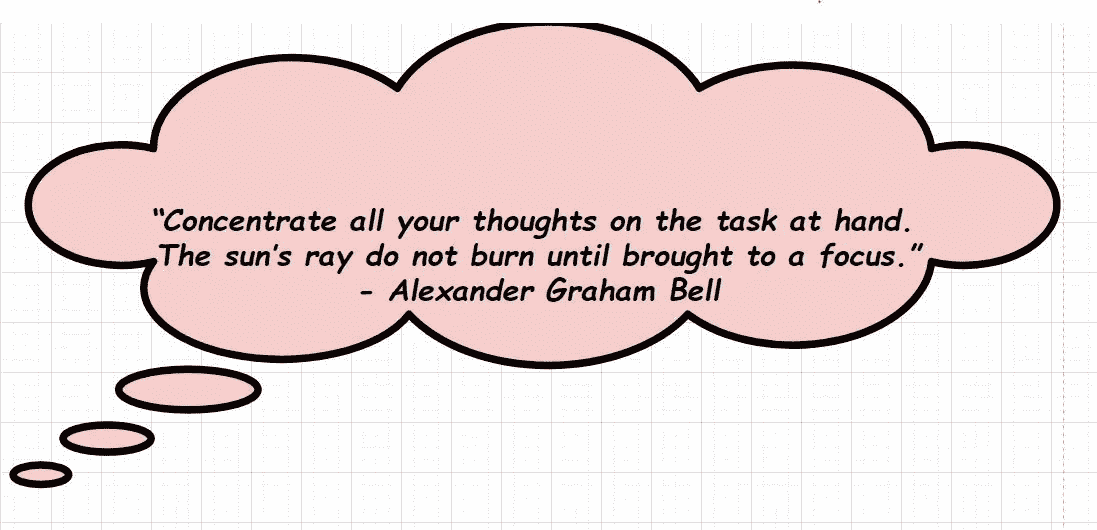 “Concentrate all your thoughts on the task at hand.
The sun’s ray do not burn until brought to a focus.”
- Alexander Graham Bell